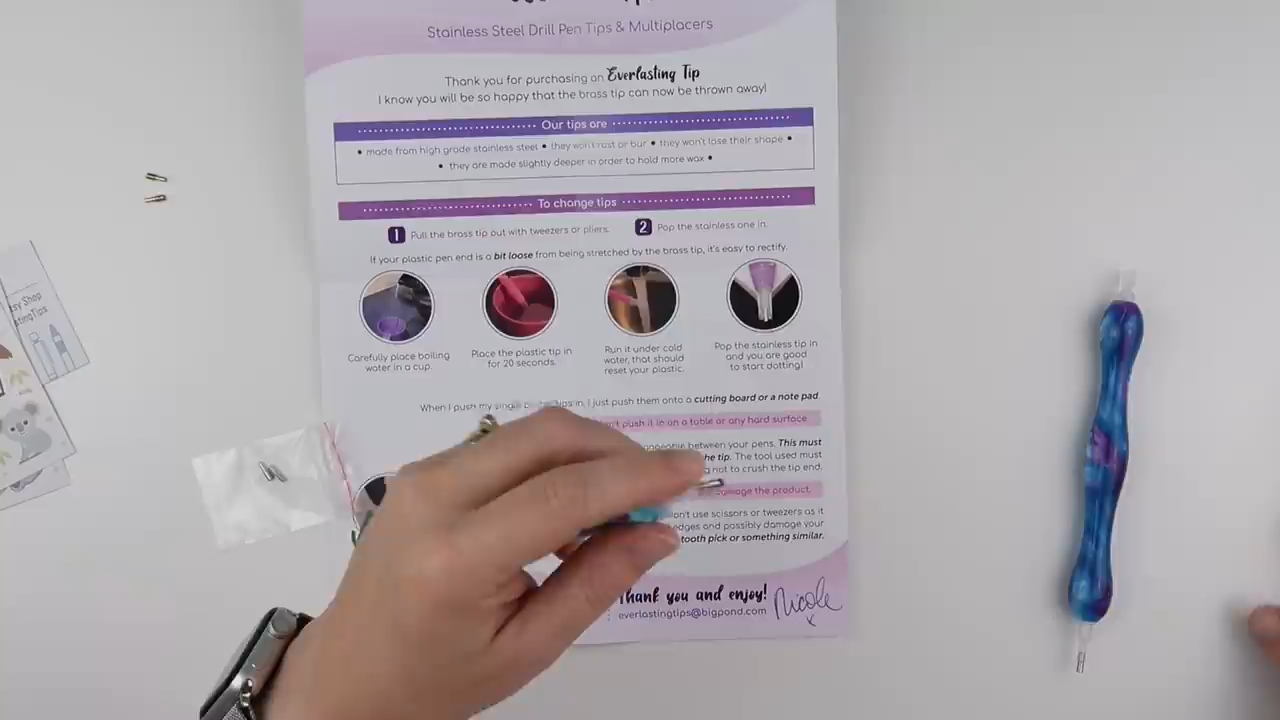 Stainless Steel Drill Pen Tips & Multiplacers
Thank you for purchasing an Everlasting Tip
I know you will be so happy that the brass tip can now be thrown away!
Our tips are
• made from high grade stainless steel • they won't rust or bur • they won't lose their shape •
• they are made slightly deeper in order to hold more wax •
To change tips
1 Pull the brass tip out with tweezers or pliers.
2 Pop the stainless one in.
If your plastic pen end is a bit loose from being stretched by the brass tip, it's easy to rectify.
Carefully place boiling
water in a cup.
Place the plastic tip in
for 20 seconds.
Run it under cold
water, that should
reset your plastic.
Pop the stainless tip in
and you are good
to start dotting!
When I push my single tips in, I just push them onto a cutting board or a note pad.
push it in on a table or any hard surface
between your pens. This must
the tip. The tool used must
not to crush the tip end.
damage the product.
don't use scissors or tweezers as it
edges and possibly damage your
tooth pick or something similar.
Thank you and enjoy!
everlastingtips@bigpond.com
Nicole
x
Shop